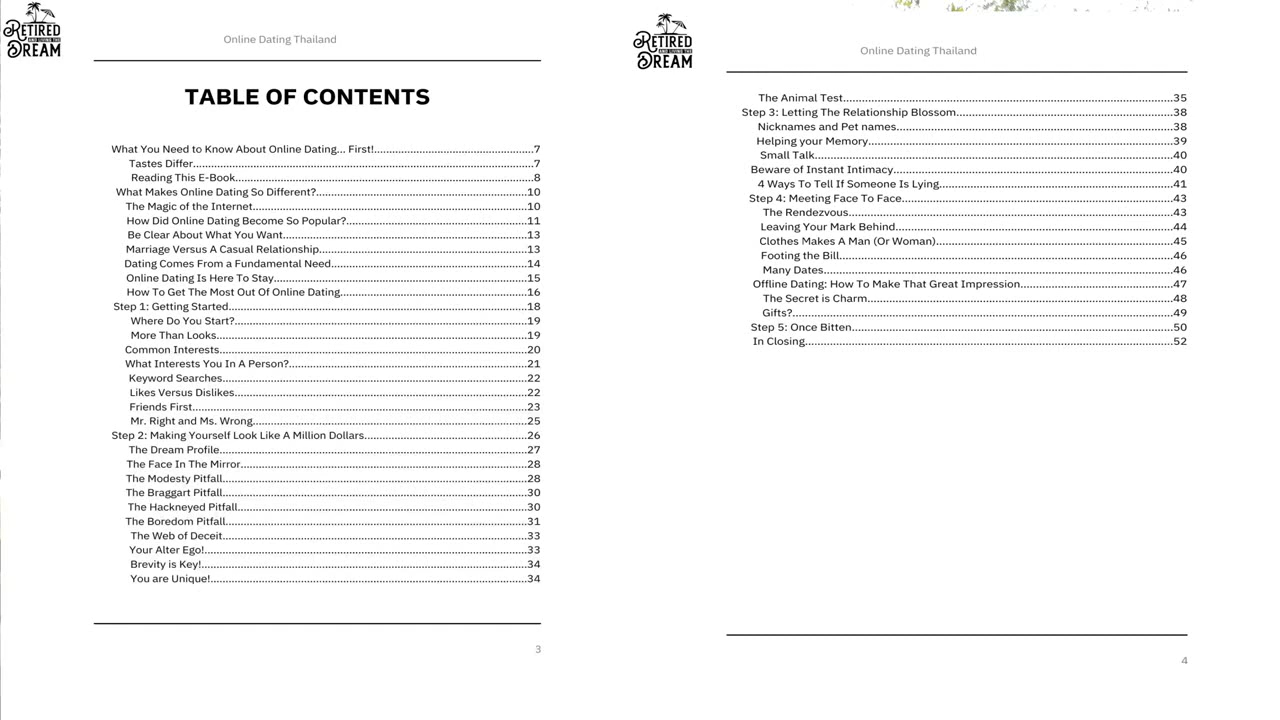 RETIRED
AND LIVING THE
DREAM
Online Dating Thailand
TABLE OF CONTENTS
What You Need to Know About Online Dating... First!.....7
Tastes Differ.....7
Reading This E-Book.....8
What Makes Online Dating So Different?.....10
The Magic of the Internet.....10
How Did Online Dating Become So Popular?.....11
Be Clear About What You Want.....13
Marriage Versus A Casual Relationship.....13
Dating Comes From a Fundamental Need.....14
Online Dating Is Here To Stay.....15
How To Get The Most Out Of Online Dating.....16
Step 1: Getting Started.....18
Where Do You Start?.....19
More Than Looks.....19
Common Interests.....20
What Interests You In A Person?.....21
Keyword Searches.....22
Likes Versus Dislikes.....22
Friends First.....23
Mr. Right and Ms. Wrong.....25
Step 2: Making Yourself Look Like A Million Dollars.....26
The Dream Profile.....27
The Face In The Mirror.....28
The Modesty Pitfall.....28
The Braggart Pitfall.....30
The Hackneyed Pitfall.....30
The Boredom Pitfall.....31
The Web of Deceit.....33
Your Alter Ego!.....33
Brevity is Key!.....34
You are Unique!.....34
3
RETIRED
AND LIVING THE
DREAM
Online Dating Thailand
The Animal Test.....35
Step 3: Letting The Relationship Blossom.....38
Nicknames and Pet names.....38
Helping your Memory.....39
Small Talk.....40
Beware of Instant Intimacy.....40
4 Ways To Tell If Someone Is Lying.....41
Step 4: Meeting Face To Face.....43
The Rendezvous.....43
Leaving Your Mark Behind.....44
Clothes Makes A Man (Or Woman).....45
Footing the Bill.....46
Many Dates.....46
Offline Dating: How To Make That Great Impression.....47
The Secret is Charm.....48
Gifts?.....49
Step 5: Once Bitten.....50
In Closing.....52
4